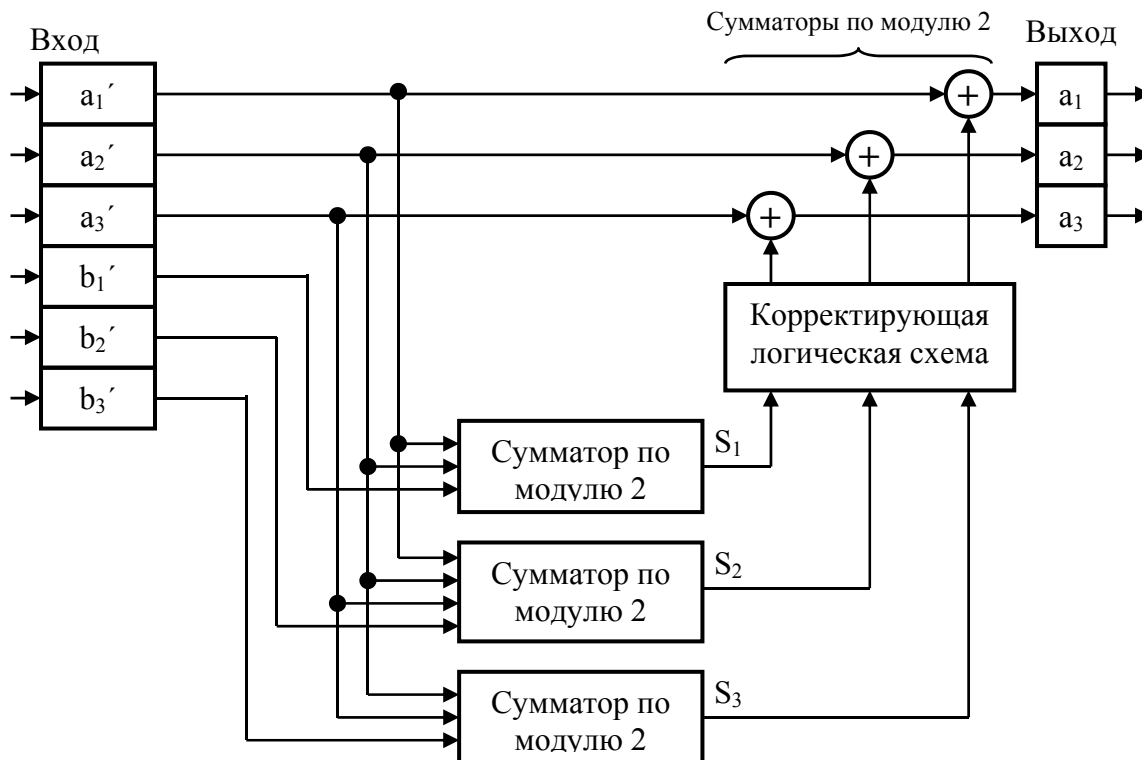 Сумматоры по модулю 2
Вход
Выход
a₁´
+
a₁
a₂´
+
a₂
a₃´
+
a₃
b₁´
b₂´
b₃´
Корректирующая
логическая схема
Сумматор по
модулю 2
S₁
Сумматор по
модулю 2
S₂
Сумматор по
модулю 2
S₃